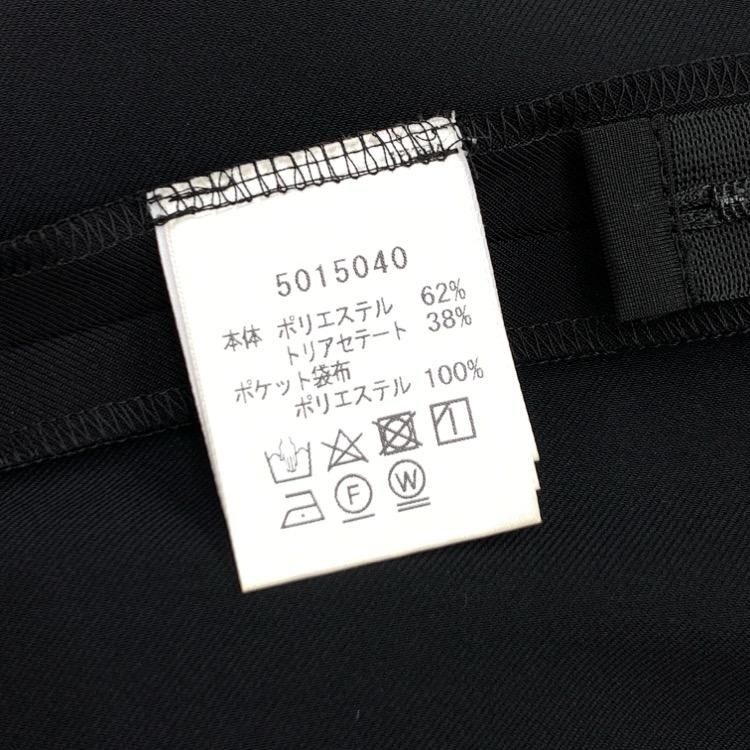 5015040
本体 ポリエステル 62%
トリアセテート 38%
ポケット袋布
ポリエステル 100%
F W